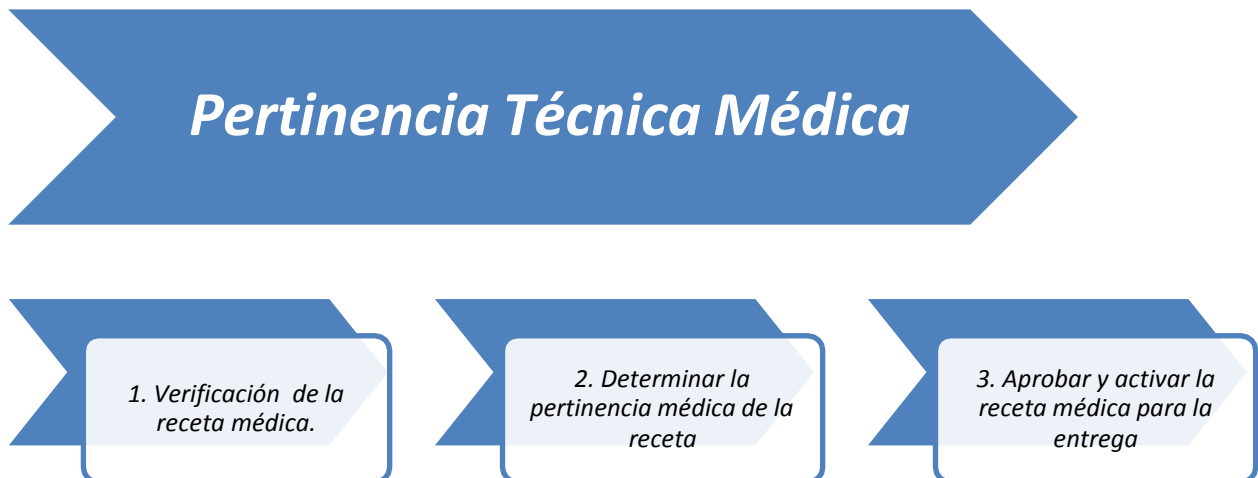 Pertinencia Técnica Médica
1. Verificación de la
receta médica.
2. Determinar la
pertinencia médica de la
receta
3. Aprobar y activar la
receta médica para la
entrega